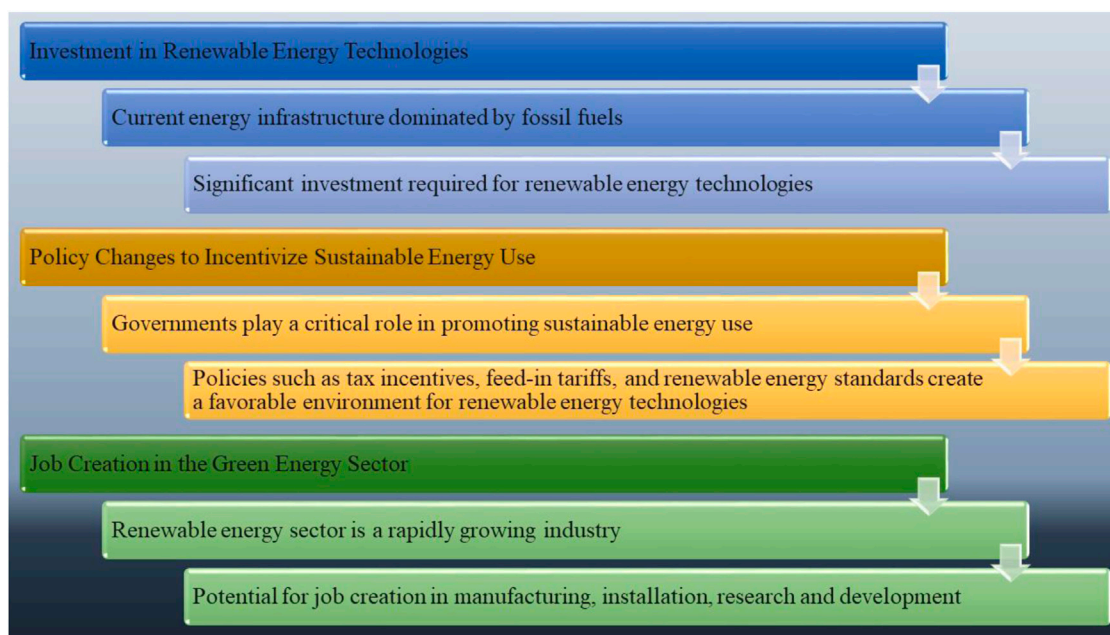 Investment in Renewable Energy Technologies
Current energy infrastructure dominated by fossil fuels
Significant investment required for renewable energy technologies
Policy Changes to Incentivize Sustainable Energy Use
Governments play a critical role in promoting sustainable energy use
Policies such as tax incentives, feed-in tariffs, and renewable energy standards create
a favorable environment for renewable energy technologies
Job Creation in the Green Energy Sector
Renewable energy sector is a rapidly growing industry
Potential for job creation in manufacturing, installation, research and development